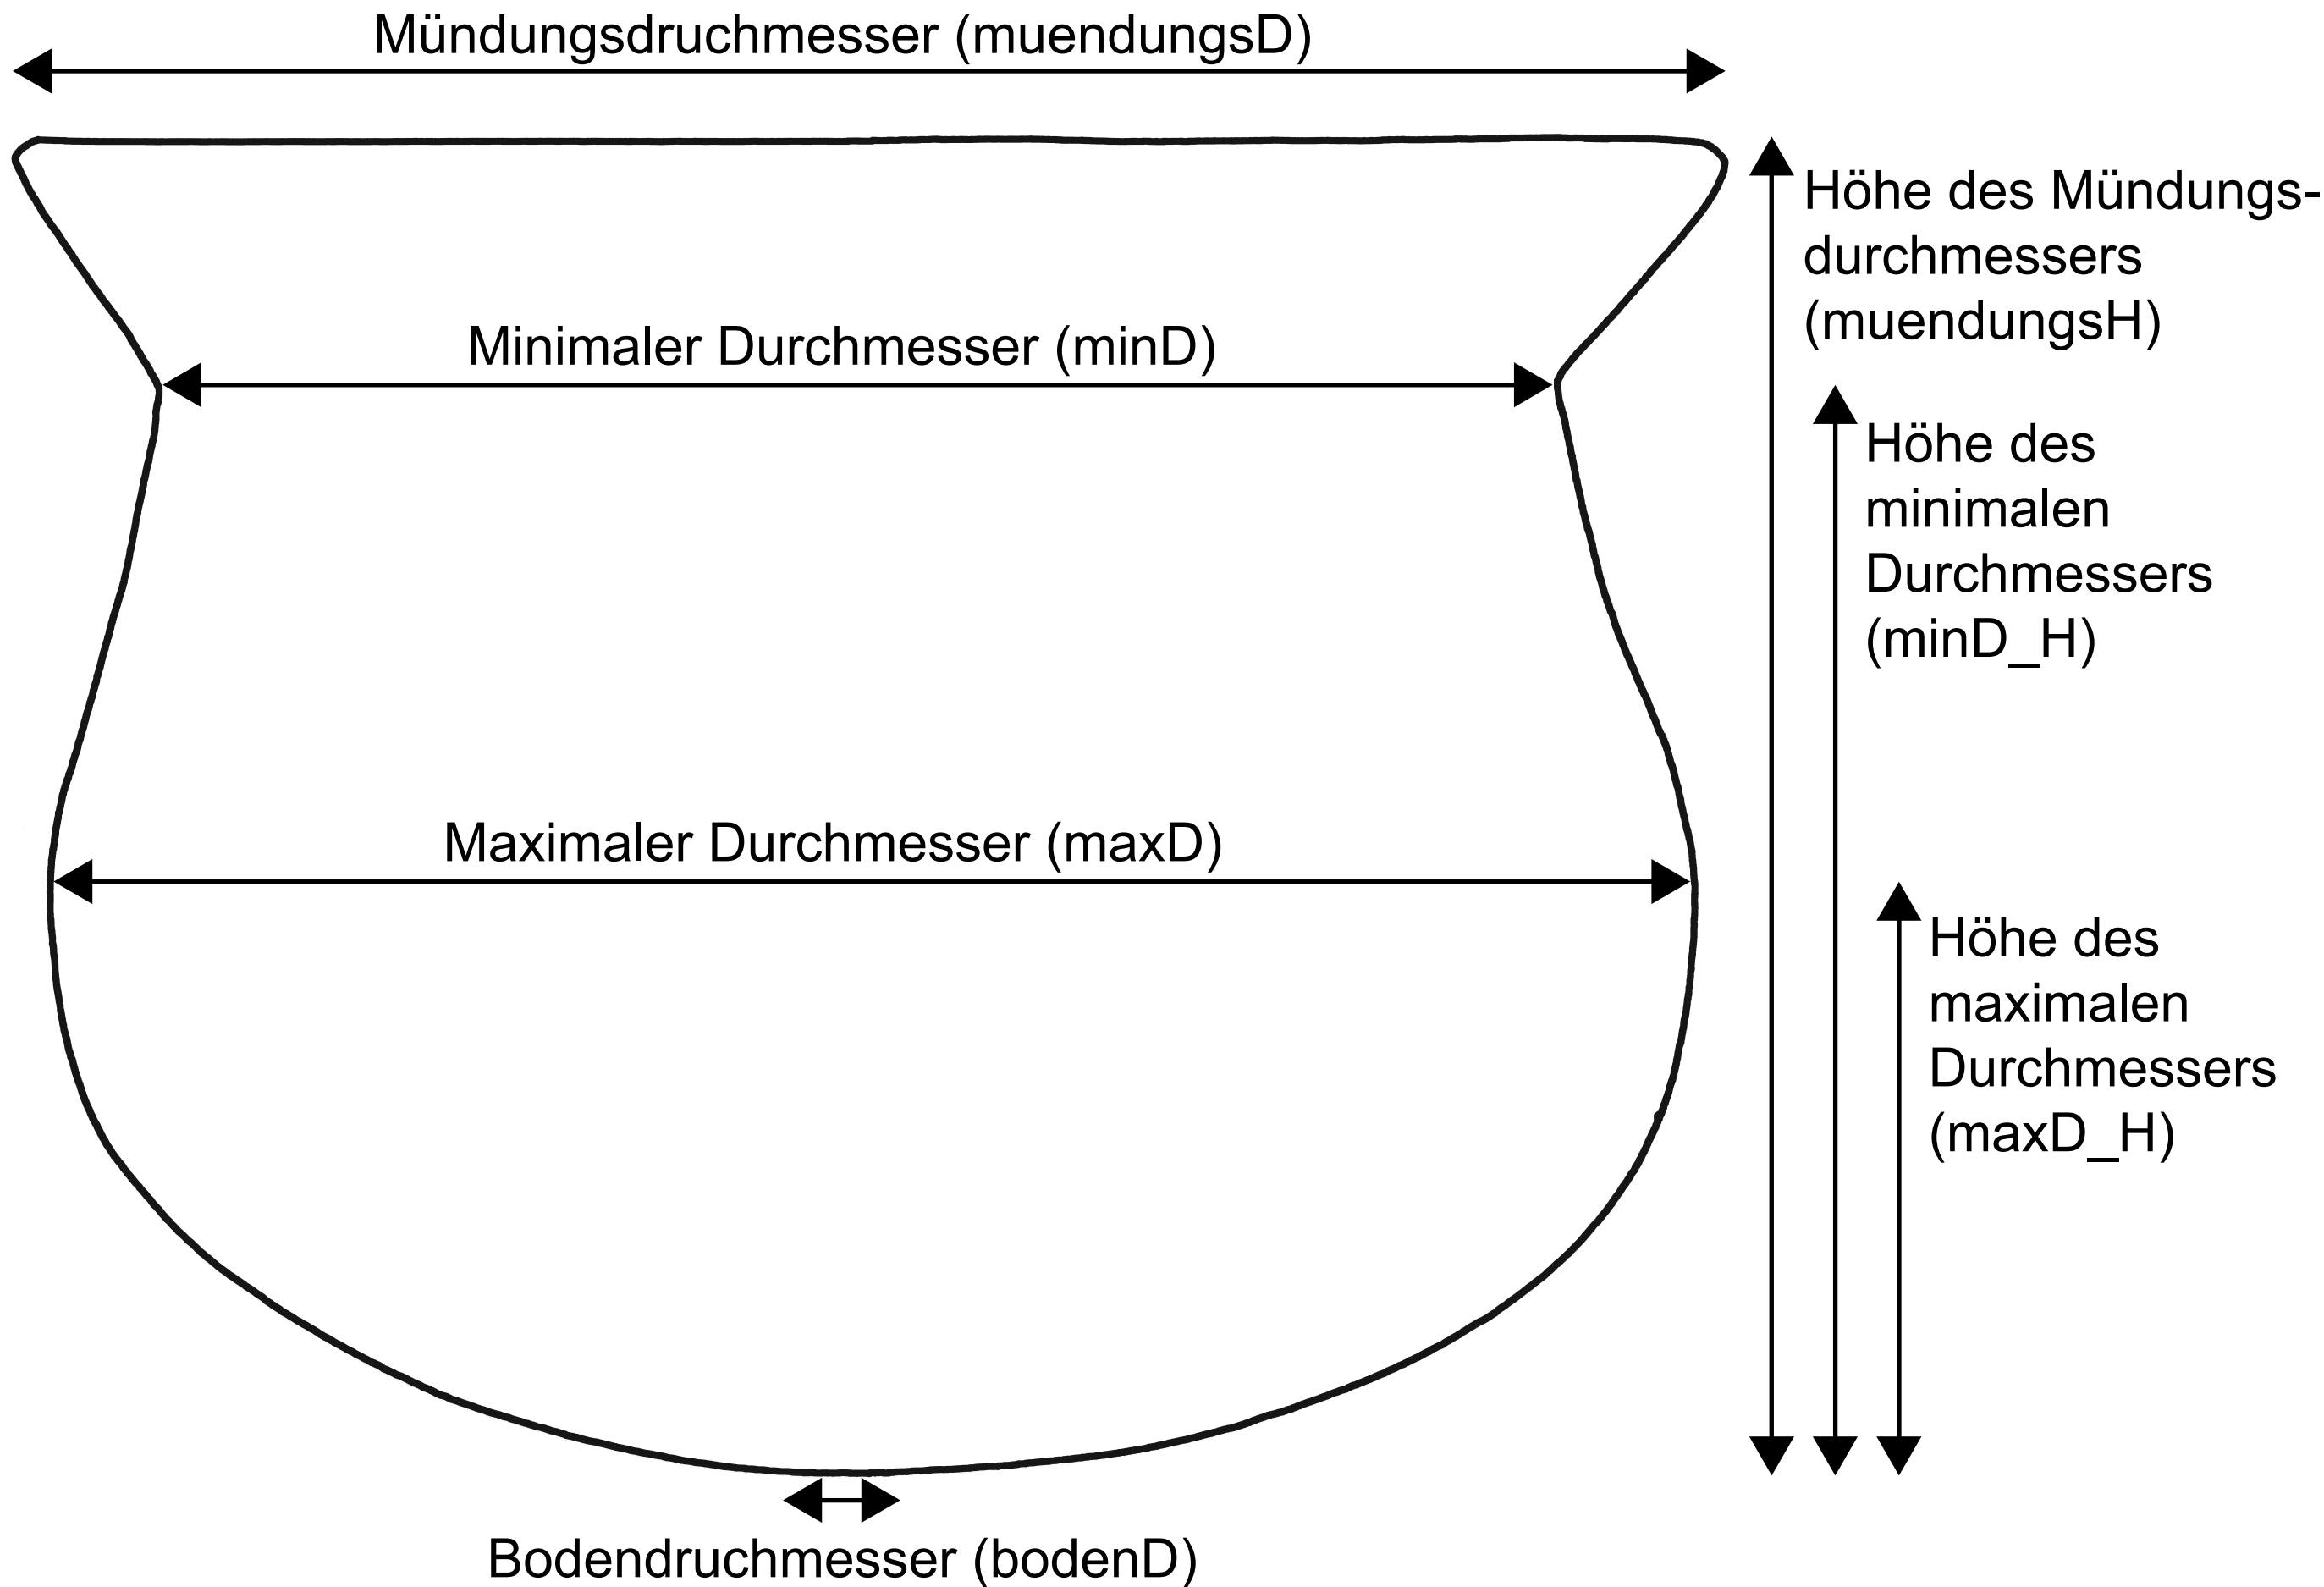 Mündungsdruchmesser (muendungsD)
Höhe des Mündungs-
durchmessers
(muendungsH)
Minimaler Durchmesser (minD)
Höhe des
minimalen
Durchmessers
(minD_H)
Maximaler Durchmesser (maxD)
Höhe des
maximalen
Durchmessers
(maxD_H)
Bodendruchmesser (bodenD)